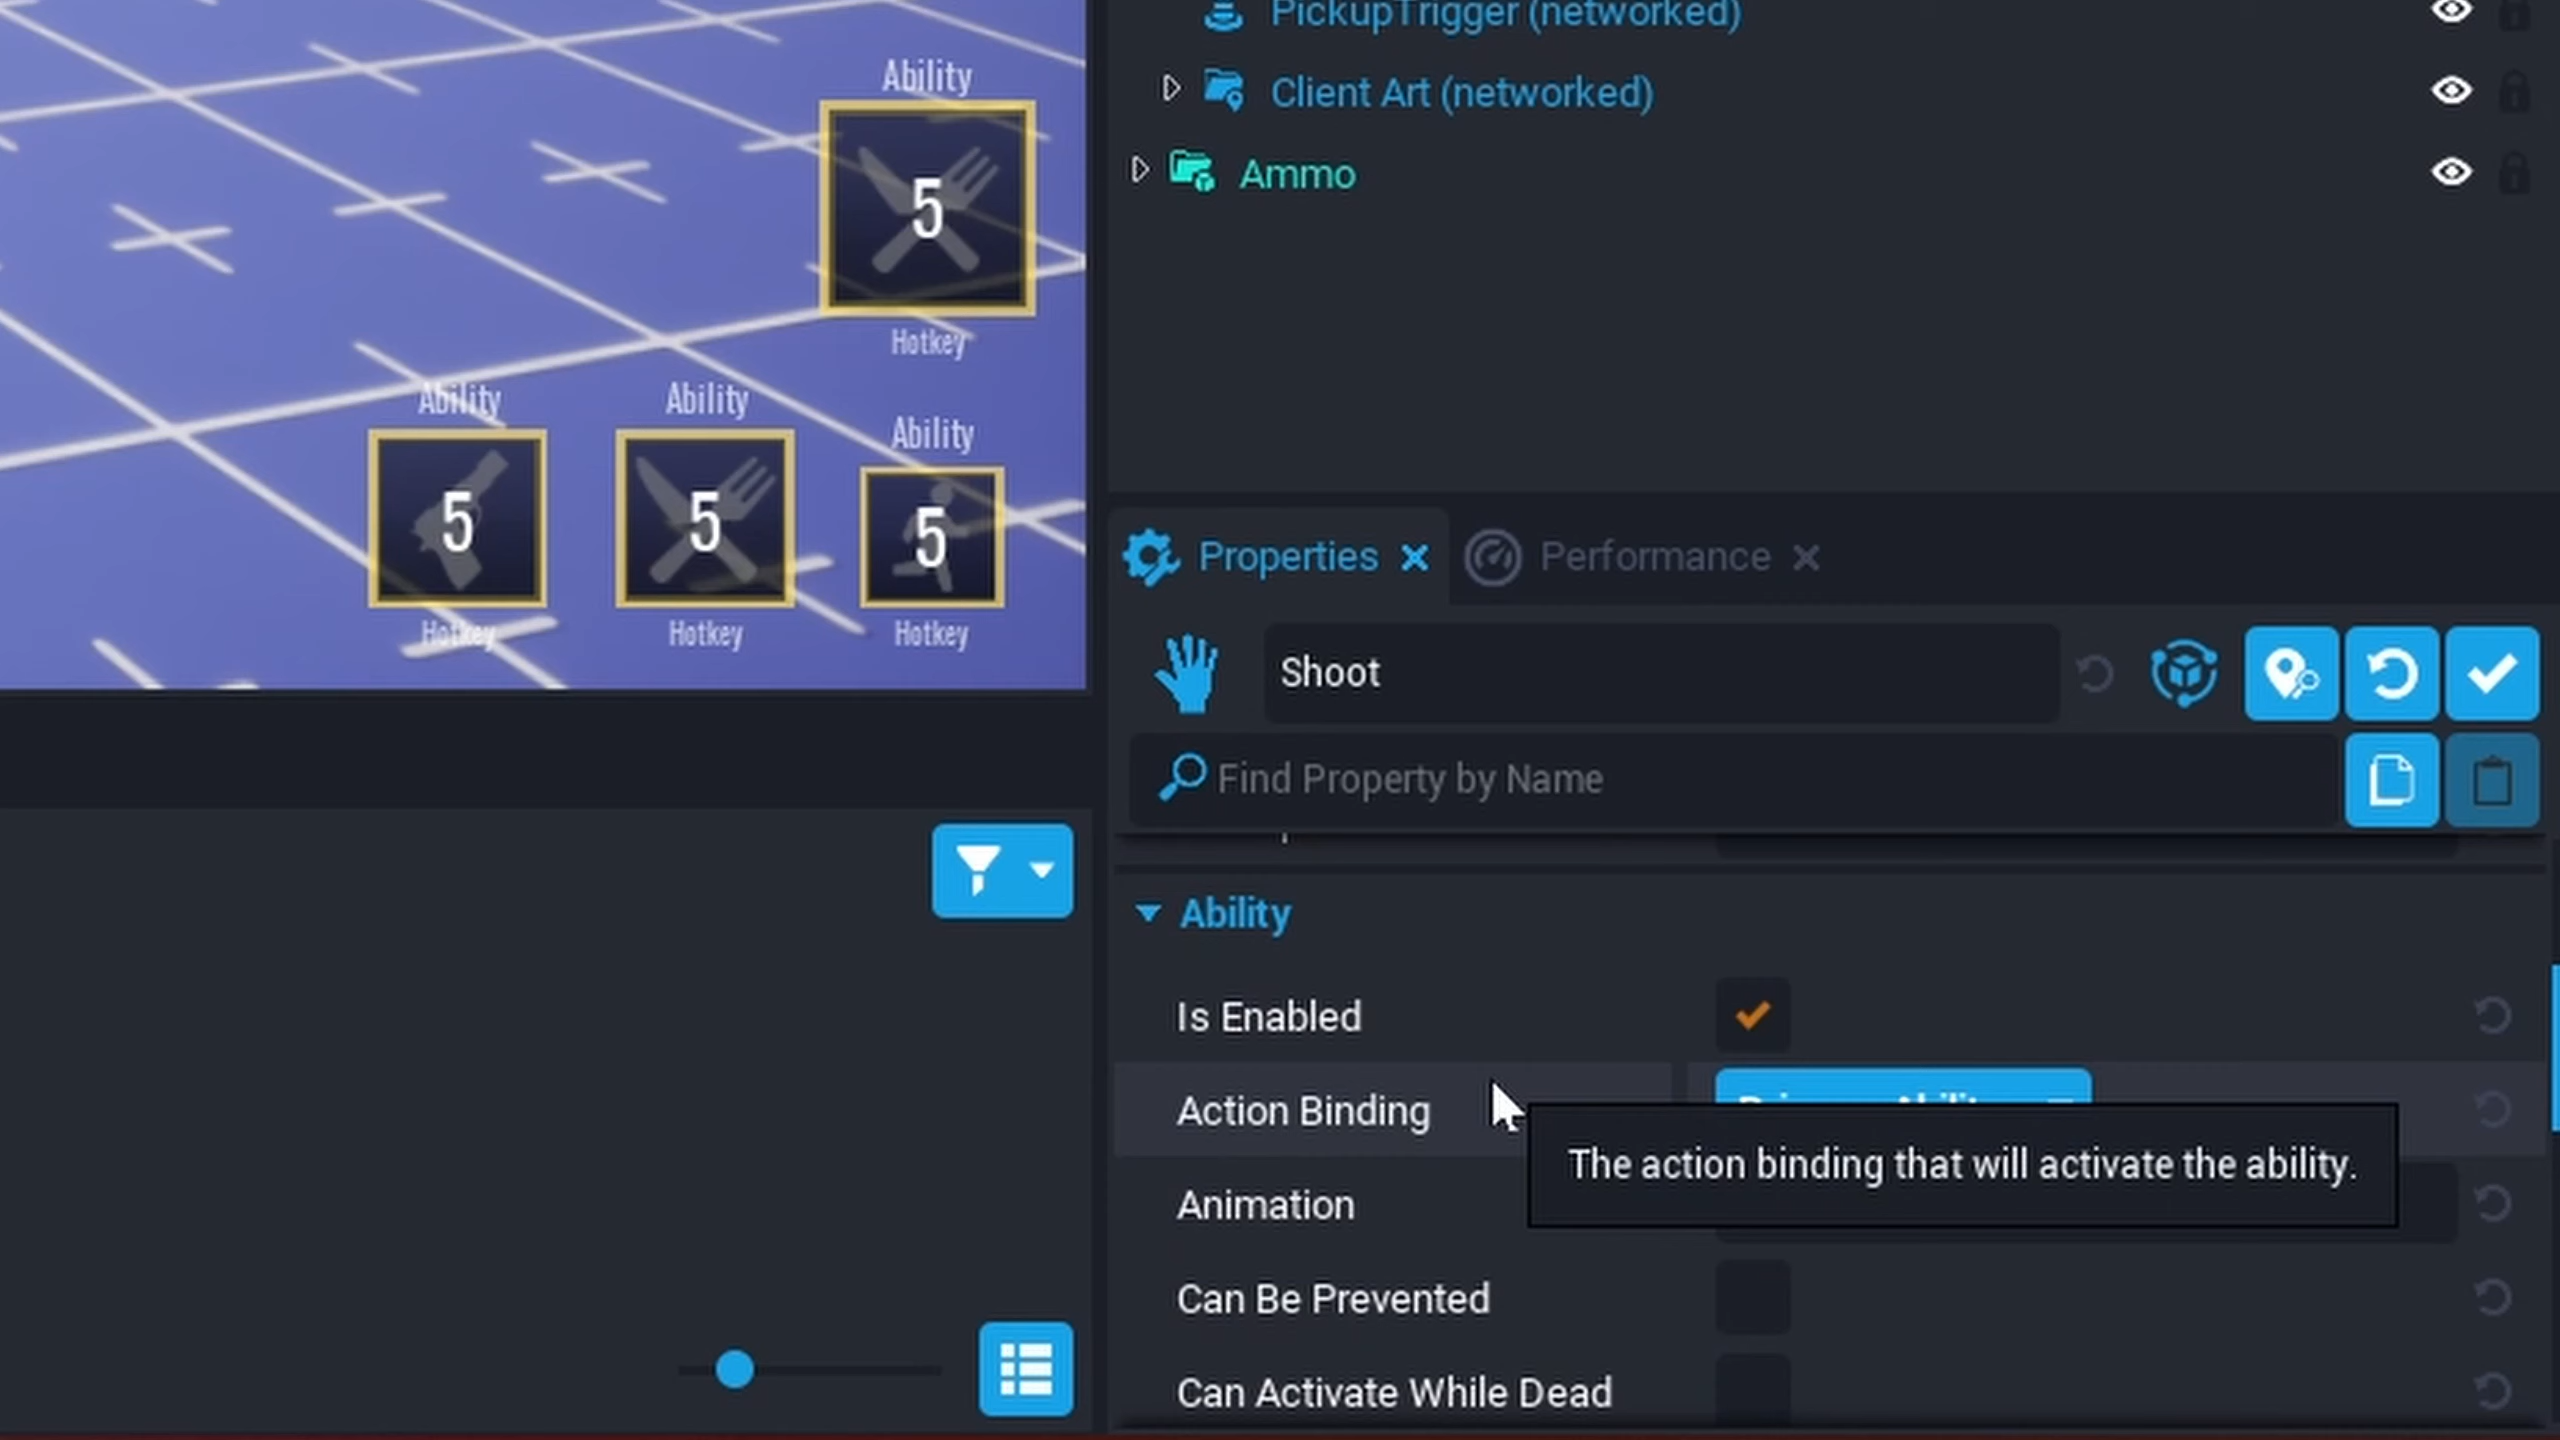 PickupTrigger (networked)
Client Art (networked)
Ammo
Ability
5
Hotkey
Ability
5
Hotkey
Ability
5
Hotkey
Ability
5
Hotkey
Properties
Performance
Shoot
Find Property by Name
Ability
Is Enabled
Action Binding
The action binding that will activate the ability.
Animation
Can Be Prevented
Can Activate While Dead